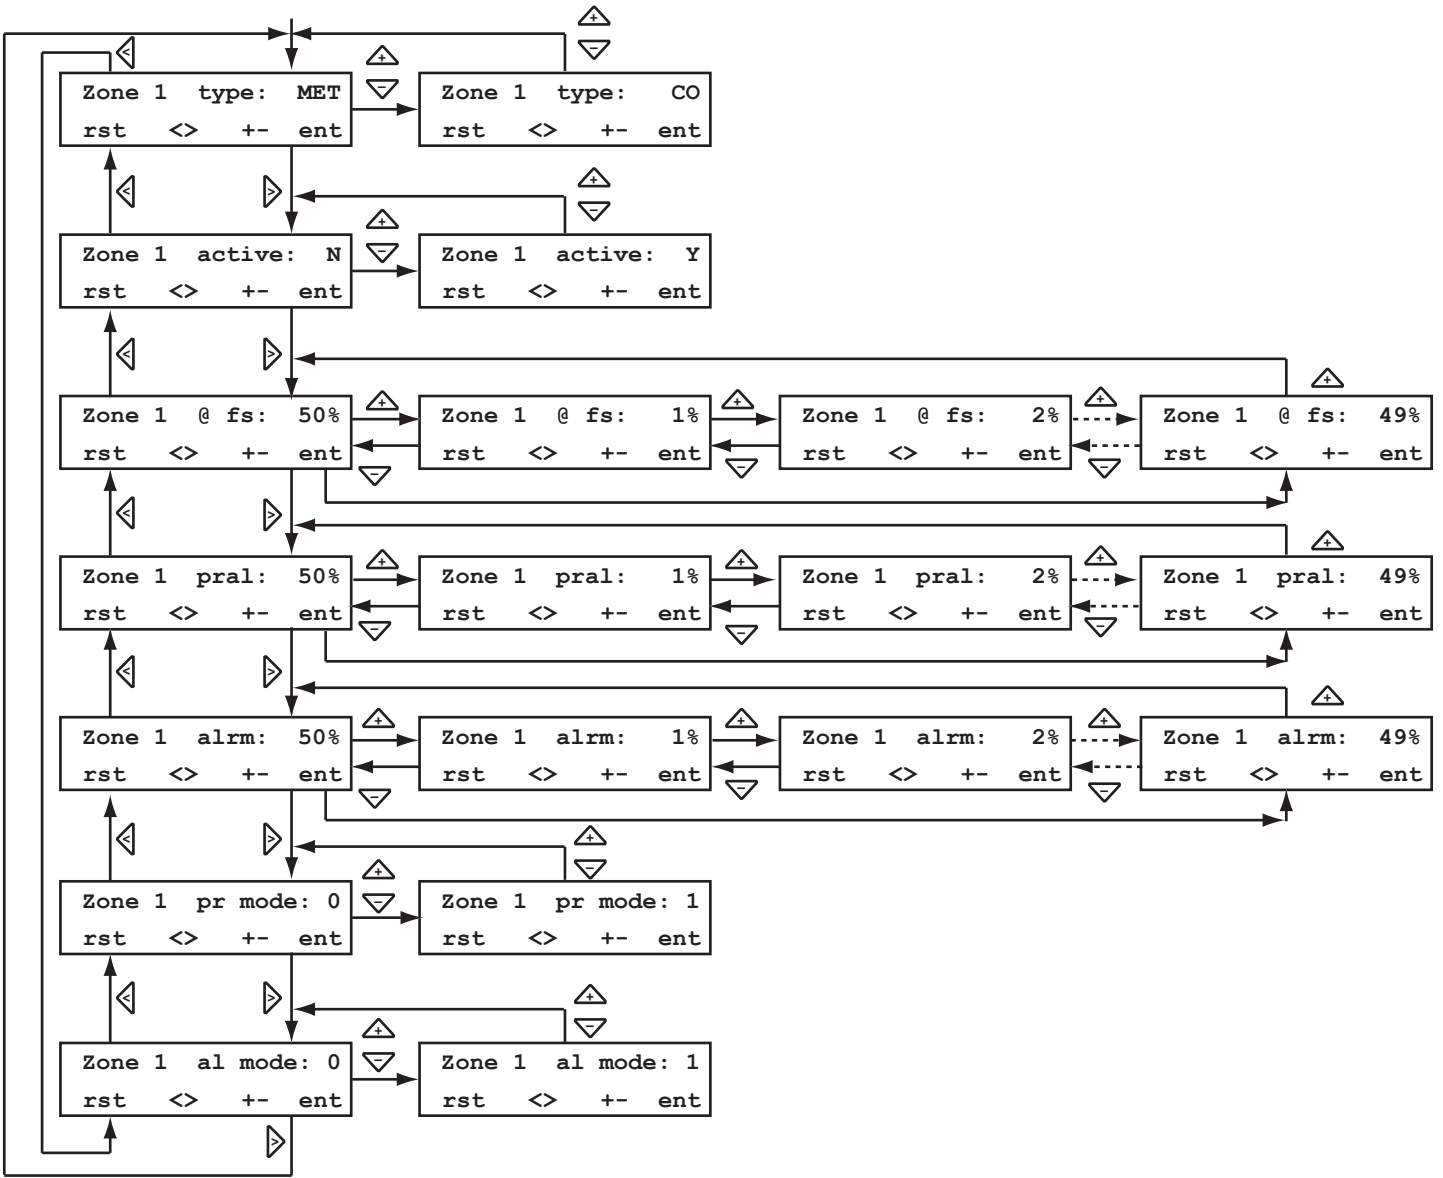 Zone 1 type: MET
rst <> +- ent
Zone 1 type: CO
rst <> +- ent
Zone 1 active: N
rst <> +- ent
Zone 1 active: Y
rst <> +- ent
Zone 1 @ fs: 50%
rst <> +- ent
Zone 1 @ fs: 1%
rst <> +- ent
Zone 1 @ fs: 2%
rst <> +- ent
Zone 1 @ fs: 49%
rst <> +- ent
Zone 1 pral: 50%
rst <> +- ent
Zone 1 pral: 1%
rst <> +- ent
Zone 1 pral: 2%
rst <> +- ent
Zone 1 pral: 49%
rst <> +- ent
Zone 1 alrm: 50%
rst <> +- ent
Zone 1 alrm: 1%
rst <> +- ent
Zone 1 alrm: 2%
rst <> +- ent
Zone 1 alrm: 49%
rst <> +- ent
Zone 1 pr mode: 0
rst <> +- ent
Zone 1 pr mode: 1
rst <> +- ent
Zone 1 al mode: 0
rst <> +- ent
Zone 1 al mode: 1
rst <> +- ent